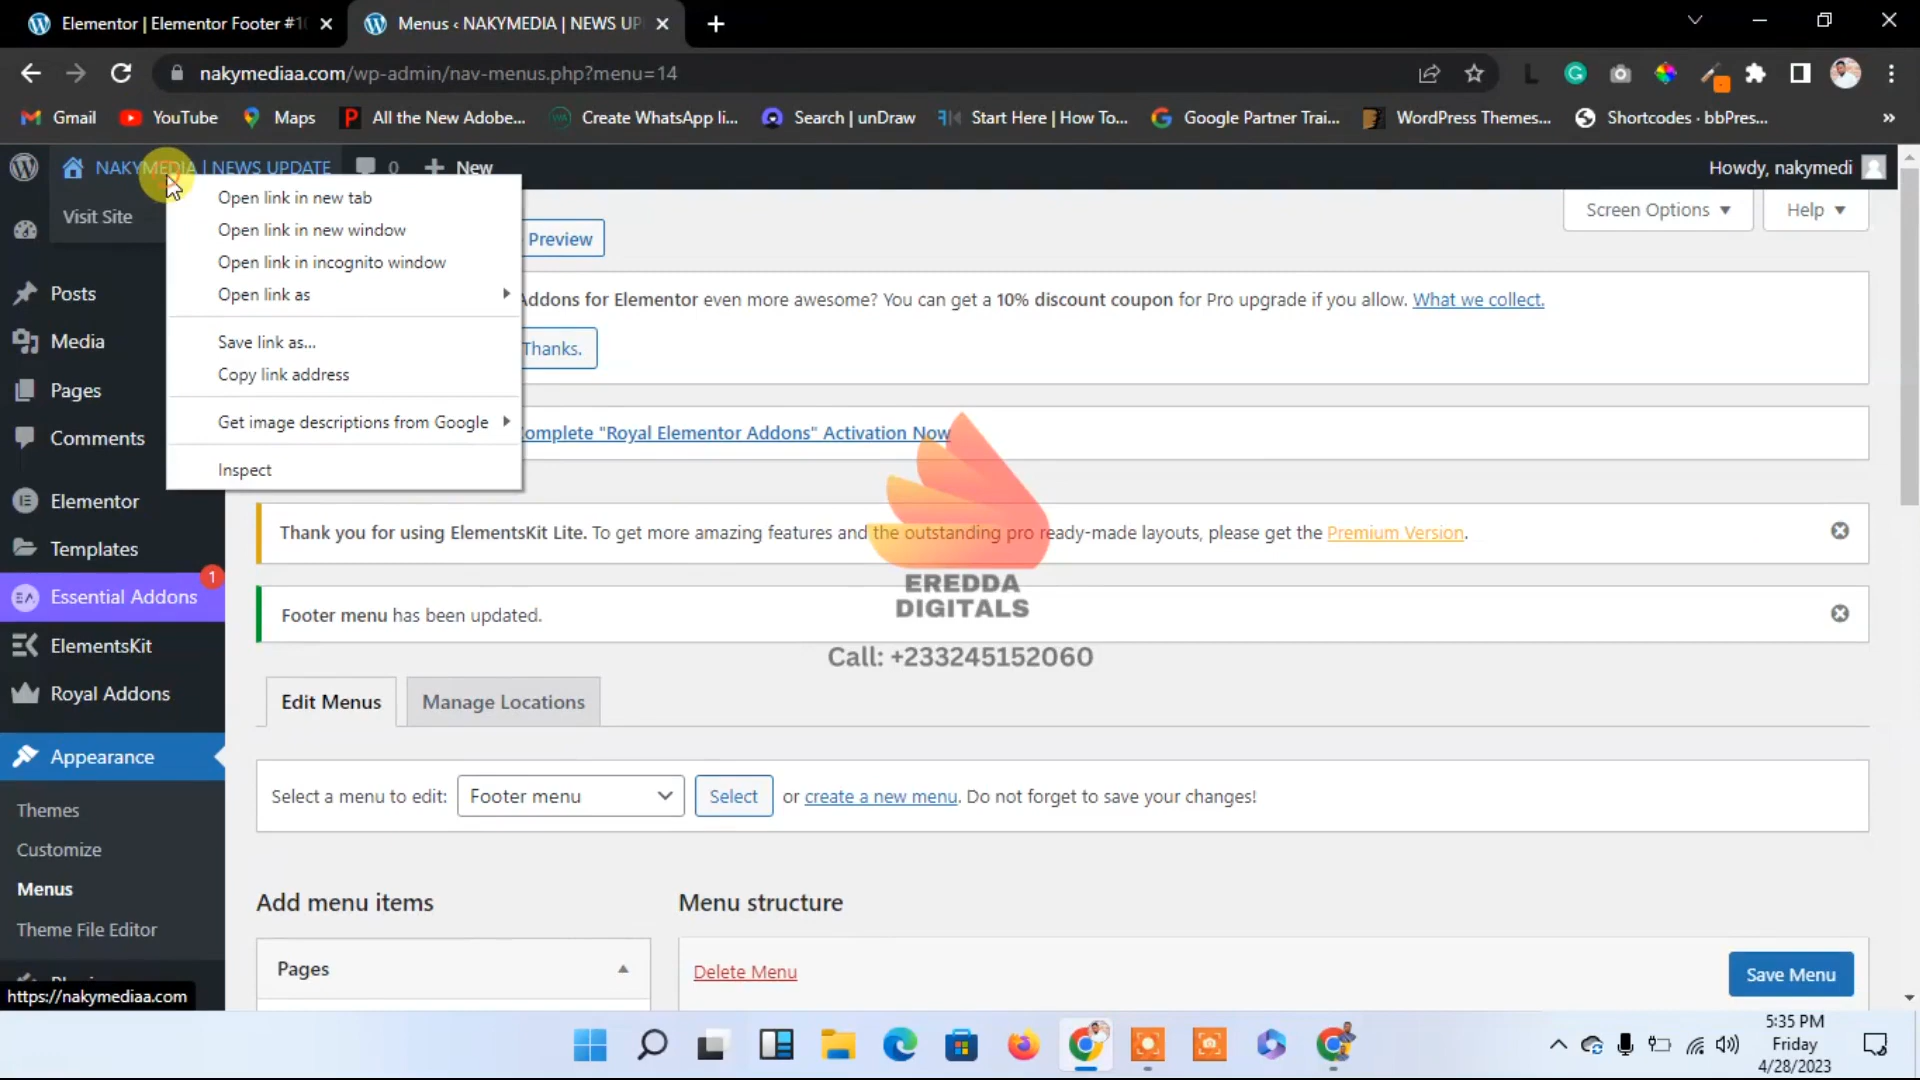 Elementor | Elementor Footer #1
Menus ‹ NAKYMEDIA | NEWS UP
nakymediaa.com/wp-admin/nav-menus.php?menu=14
Gmail
YouTube
Maps
All the New Adobe...
Create WhatsApp li...
Search | unDraw
Start Here | How To...
Google Partner Trai...
WordPress Themes...
Shortcodes · bbPres...
»
NAKYMEDIA | NEWS UPDATE
0
New
Howdy, nakymedi
Visit Site
Open link in new tab
Open link in new window
Open link in incognito window
Open link as
Save link as...
Copy link address
Get image descriptions from Google
Inspect
Preview
Screen Options ▼
Help ▼
Addons for Elementor even more awesome? You can get a 10% discount coupon for Pro upgrade if you allow. What we collect.
Thanks.
Complete "Royal Elementor Addons" Activation Now
Thank you for using ElementsKit Lite. To get more amazing features and the outstanding pro ready-made layouts, please get the Premium Version.
EREDDA
DIGITALS
Call: +233245152060
Footer menu has been updated.
Posts
Media
Pages
Comments
Elementor
Templates
Essential Addons
1
ElementsKit
Royal Addons
Appearance
Themes
Customize
Menus
Theme File Editor
https://nakymediaa.com
Edit Menus
Manage Locations
Select a menu to edit:
Footer menu
Select
or create a new menu. Do not forget to save your changes!
Add menu items
Menu structure
Pages
Delete Menu
Save Menu
5:35 PM
Friday
4/28/2023